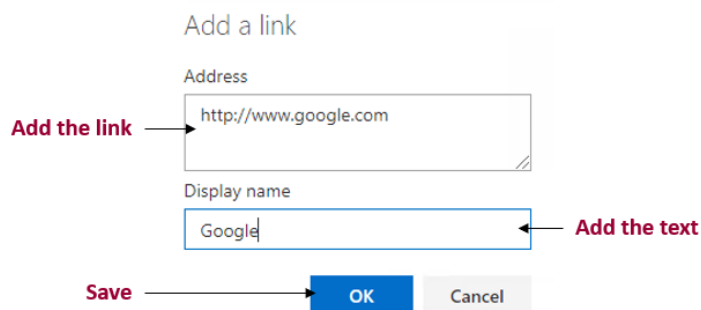 Add a link
Address
Add the link
http://www.google.com
Display name
Google
Add the text
Save
OK Cancel